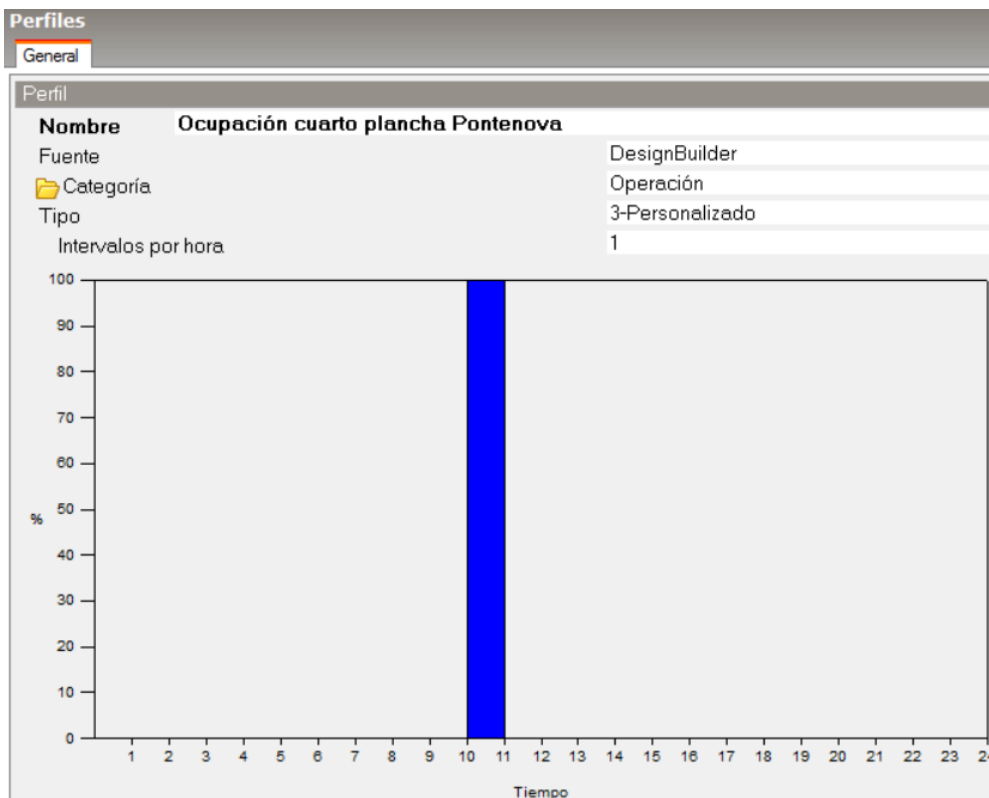 Perfiles
General
Perfil
Nombre Ocupación cuarto plancha Pontenova
Fuente DesignBuilder
Categoría Operación
Tipo 3-Personalizado
Intervalos por hora 1
100
90
80
70
60
50
%
40
30
20
10
0
1 2 3 4 5 6 7 8 9 10 11 12 13 14 15 16 17 18 19 20 21 22 23
Tiempo